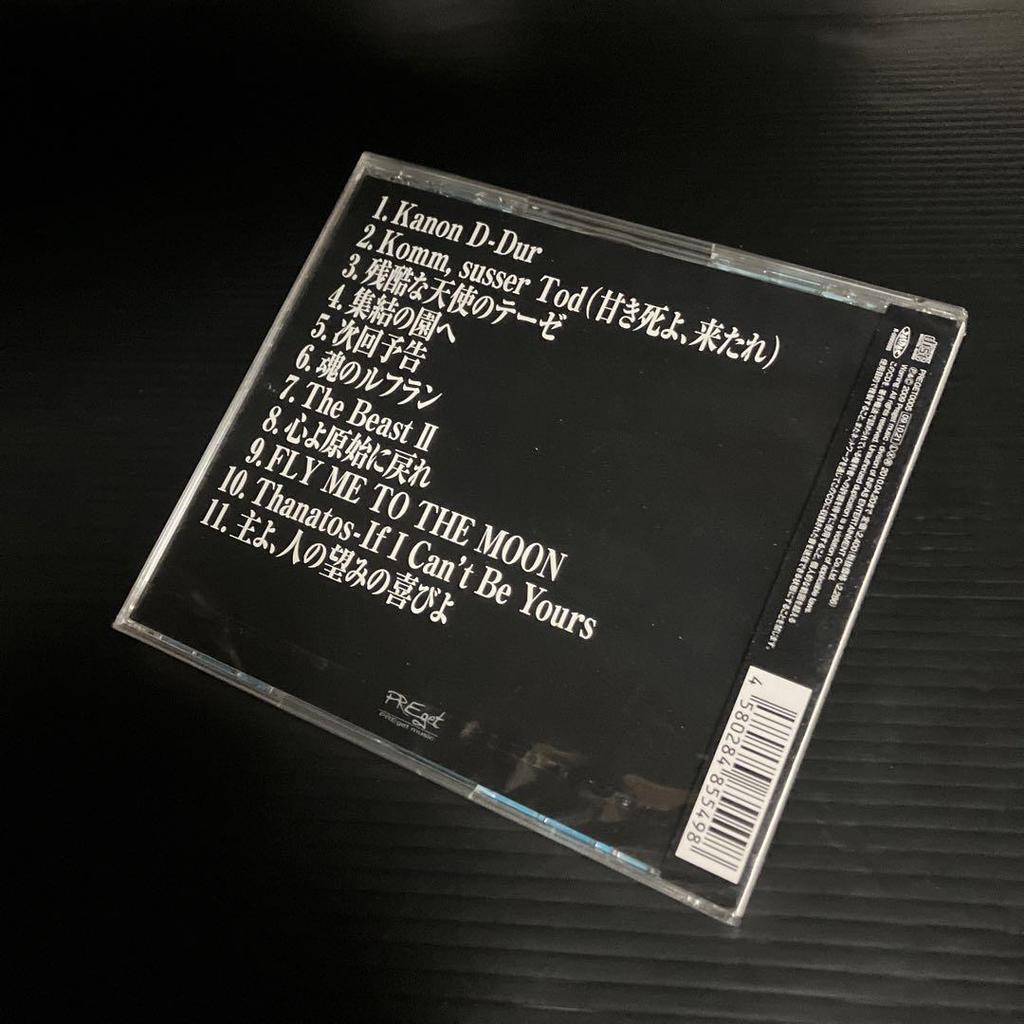 1. Kanon D-Dur
2. Komm, susser Tod(甘き死よ、来たれ)
3. 残酷な天使のテーゼ
4. 集結の園へ
5. 次回予告
6. 魂のルフラン
7. The Beast II
8. 心よ原始に戻れ
9. FLY ME TO THE MOON
10. Thanatos-If I Can't Be Yours
11. 主よ、人の望みの喜びよ
PREget
PREget music
4 580284 855498